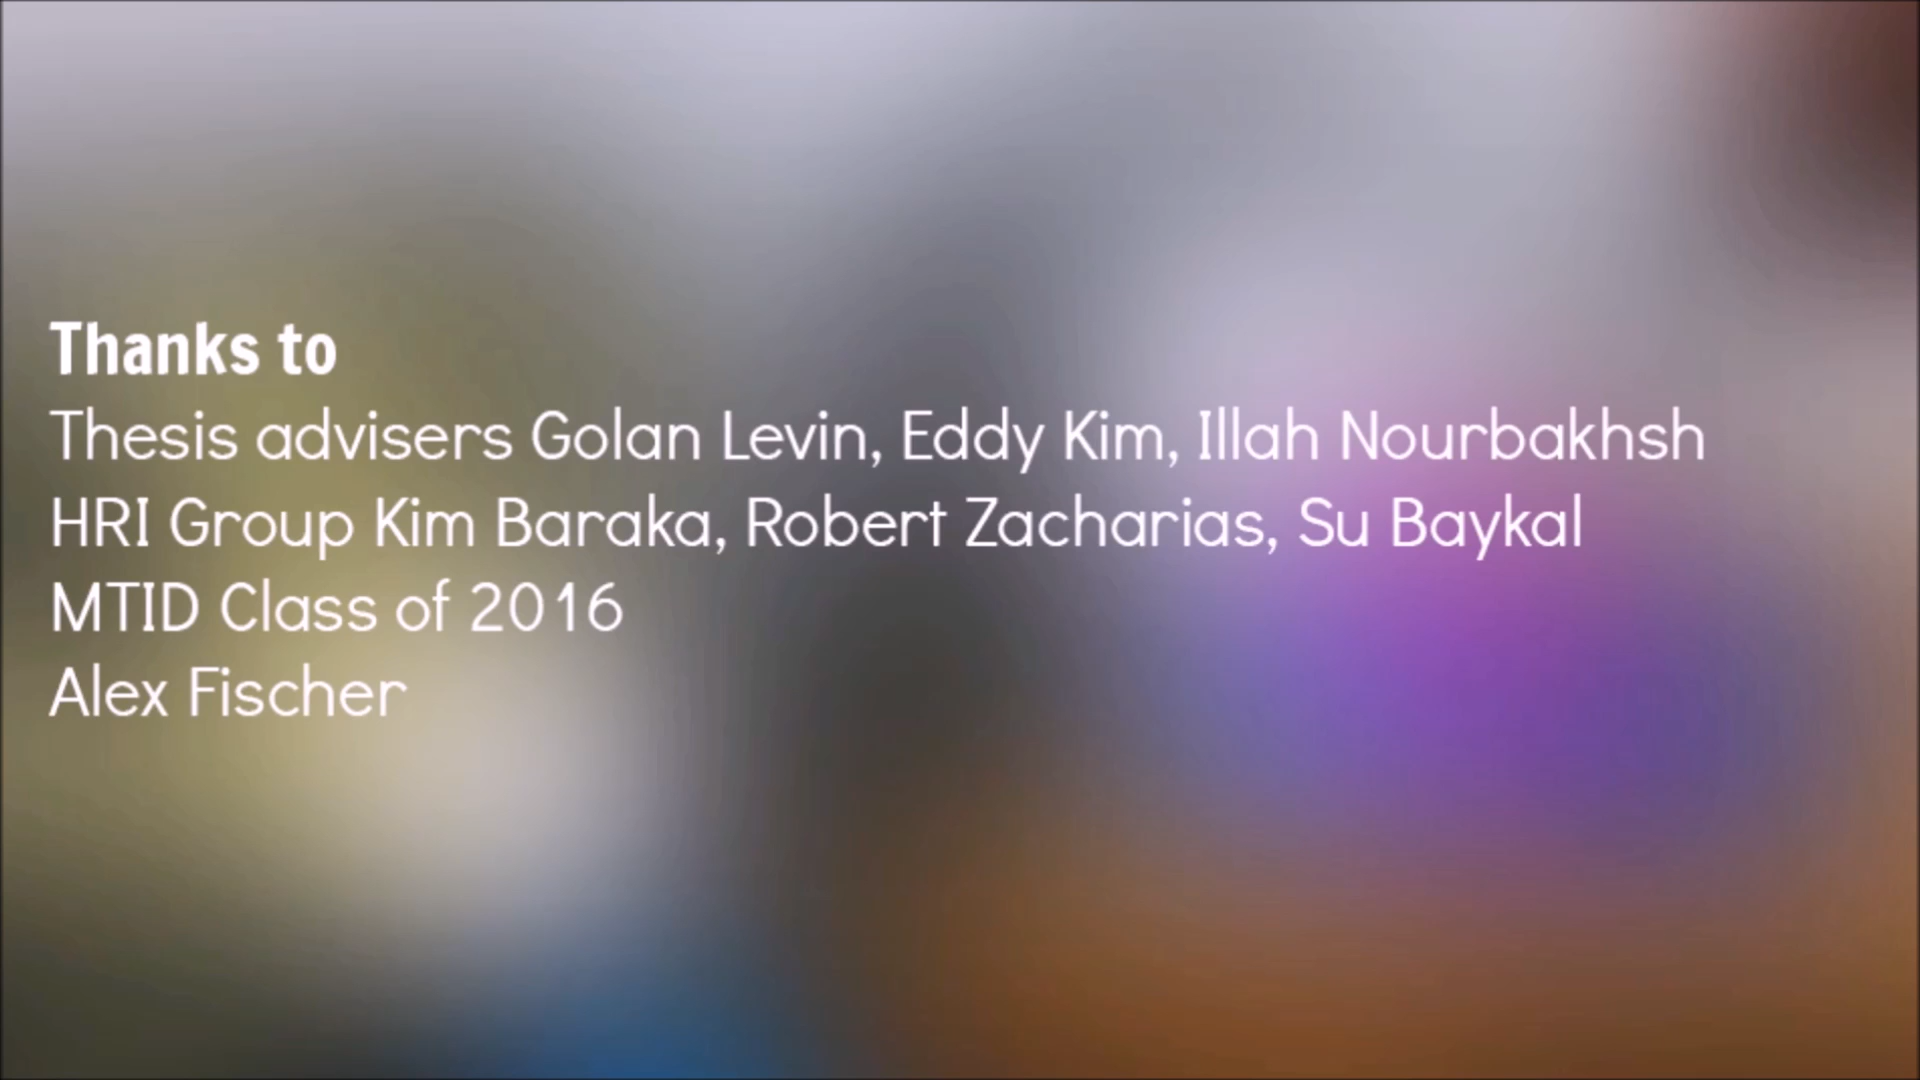 Thanks to
Thesis advisers Golan Levin, Eddy Kim, Illah Nourbakhsh
HRI Group Kim Baraka, Robert Zacharias, Su Baykal
MTID Class of 2016
Alex Fischer